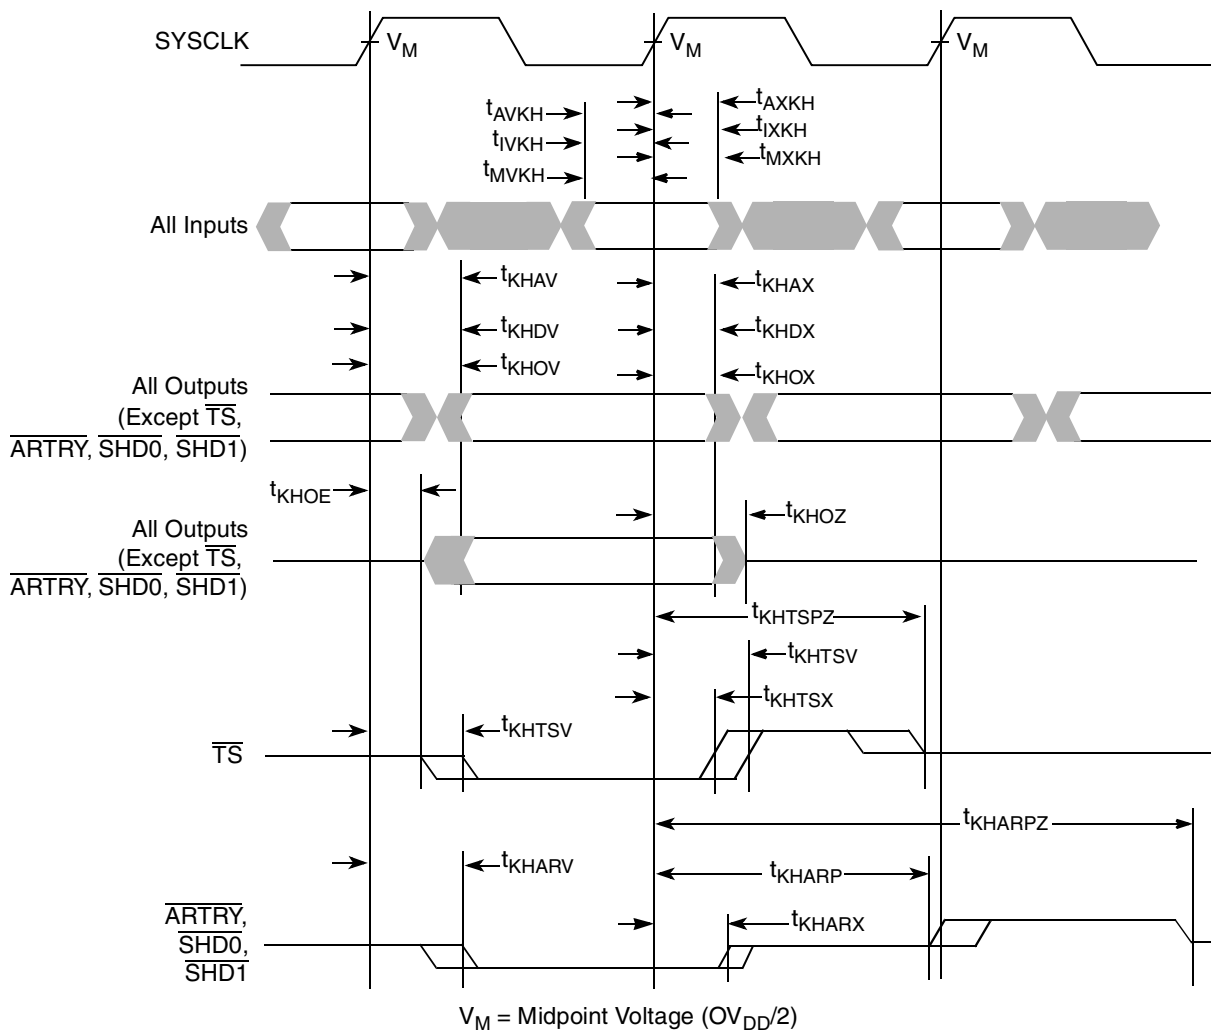 SYSCLK
VM
VM
VM
tAVKH
tIVKH
tMVKH
tAXKH
tIXKH
tMXKH
All Inputs
tKHAV
tKHDV
tKHOV
tKHAX
tKHDX
tKHOX
All Outputs
(Except TS,
ARTRY, SHD0, SHD1)
tKHOE
tKHOZ
All Outputs
(Except TS,
ARTRY, SHD0, SHD1)
tKHTSPZ
tKHTSV
tKHTSX
tKHTSV
TS
tKHARPZ
tKHARV
tKHARP
tKHARX
ARTRY,
SHD0,
SHD1
VM = Midpoint Voltage (OVDD/2)